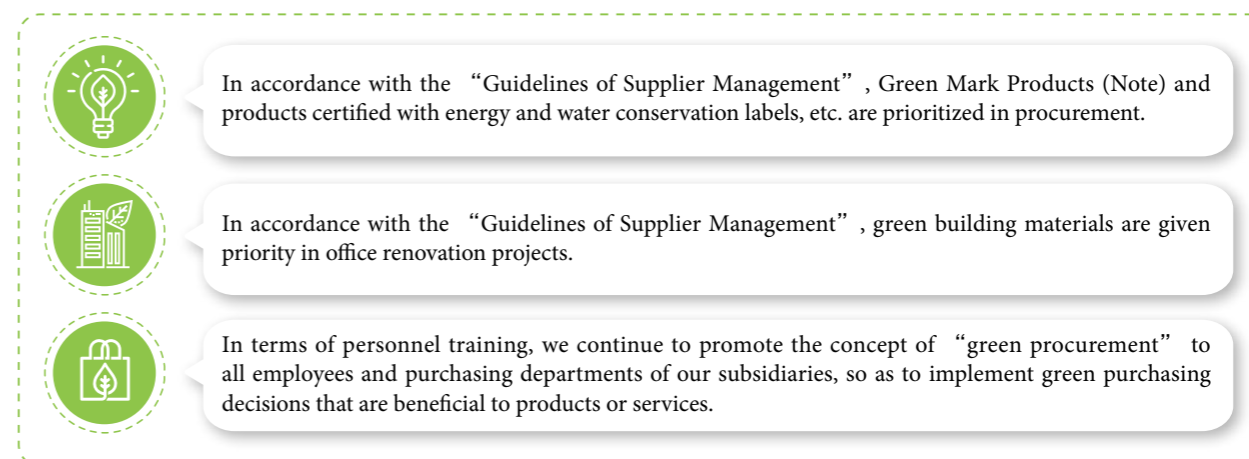 In accordance with the “Guidelines of Supplier Management”, Green Mark Products (Note) and
products certified with energy and water conservation labels, etc. are prioritized in procurement.
In accordance with the “Guidelines of Supplier Management”, green building materials are given
priority in office renovation projects.
In terms of personnel training, we continue to promote the concept of “green procurement” to
all employees and purchasing departments of our subsidiaries, so as to implement green purchasing
decisions that are beneficial to products or services.